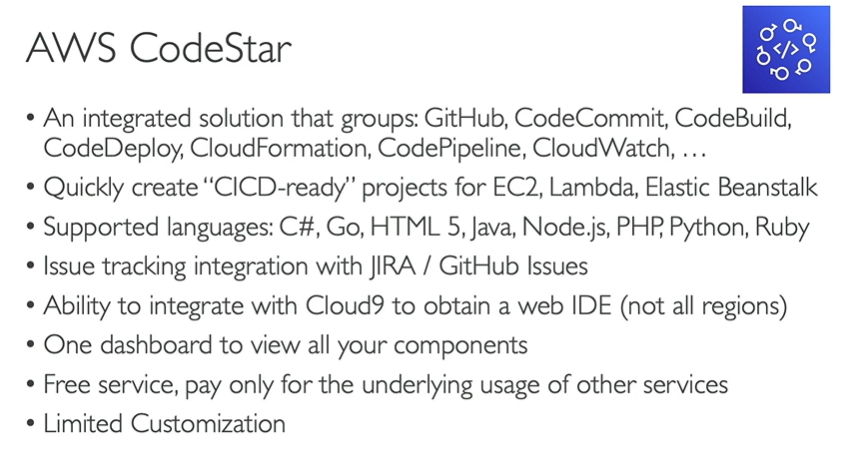 AWS CodeStar
</>
• An integrated solution that groups: GitHub, CodeCommit, CodeBuild,
CodeDeploy, CloudFormation, CodePipeline, CloudWatch, …
• Quickly create “CICD-ready” projects for EC2, Lambda, Elastic Beanstalk
• Supported languages: C#, Go, HTML 5, Java, Node.js, PHP, Python, Ruby
• Issue tracking integration with JIRA / GitHub Issues
• Ability to integrate with Cloud9 to obtain a web IDE (not all regions)
• One dashboard to view all your components
• Free service, pay only for the underlying usage of other services
• Limited Customization